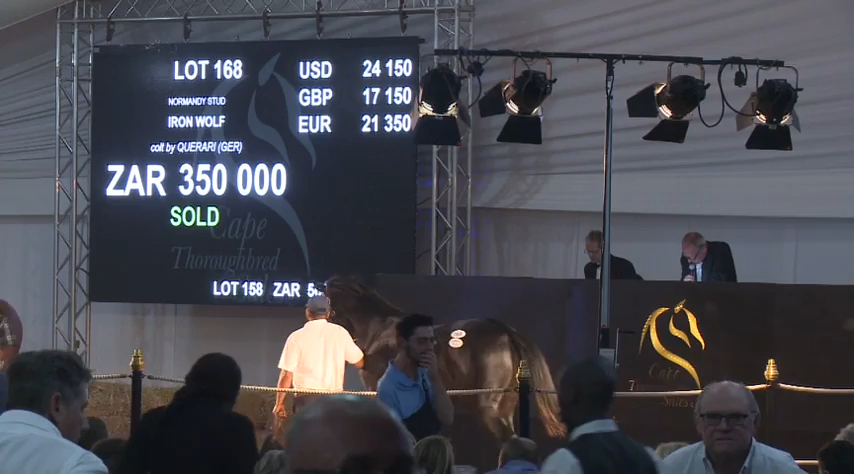 LOT 168
NORMANDY STUD
IRON WOLF
colt by QUERARI (GER)
USD 24 150
GBP 17 150
EUR 21 350
ZAR 350 000
SOLD
Cape
Thoroughbred
LOT 158 ZAR
Cape